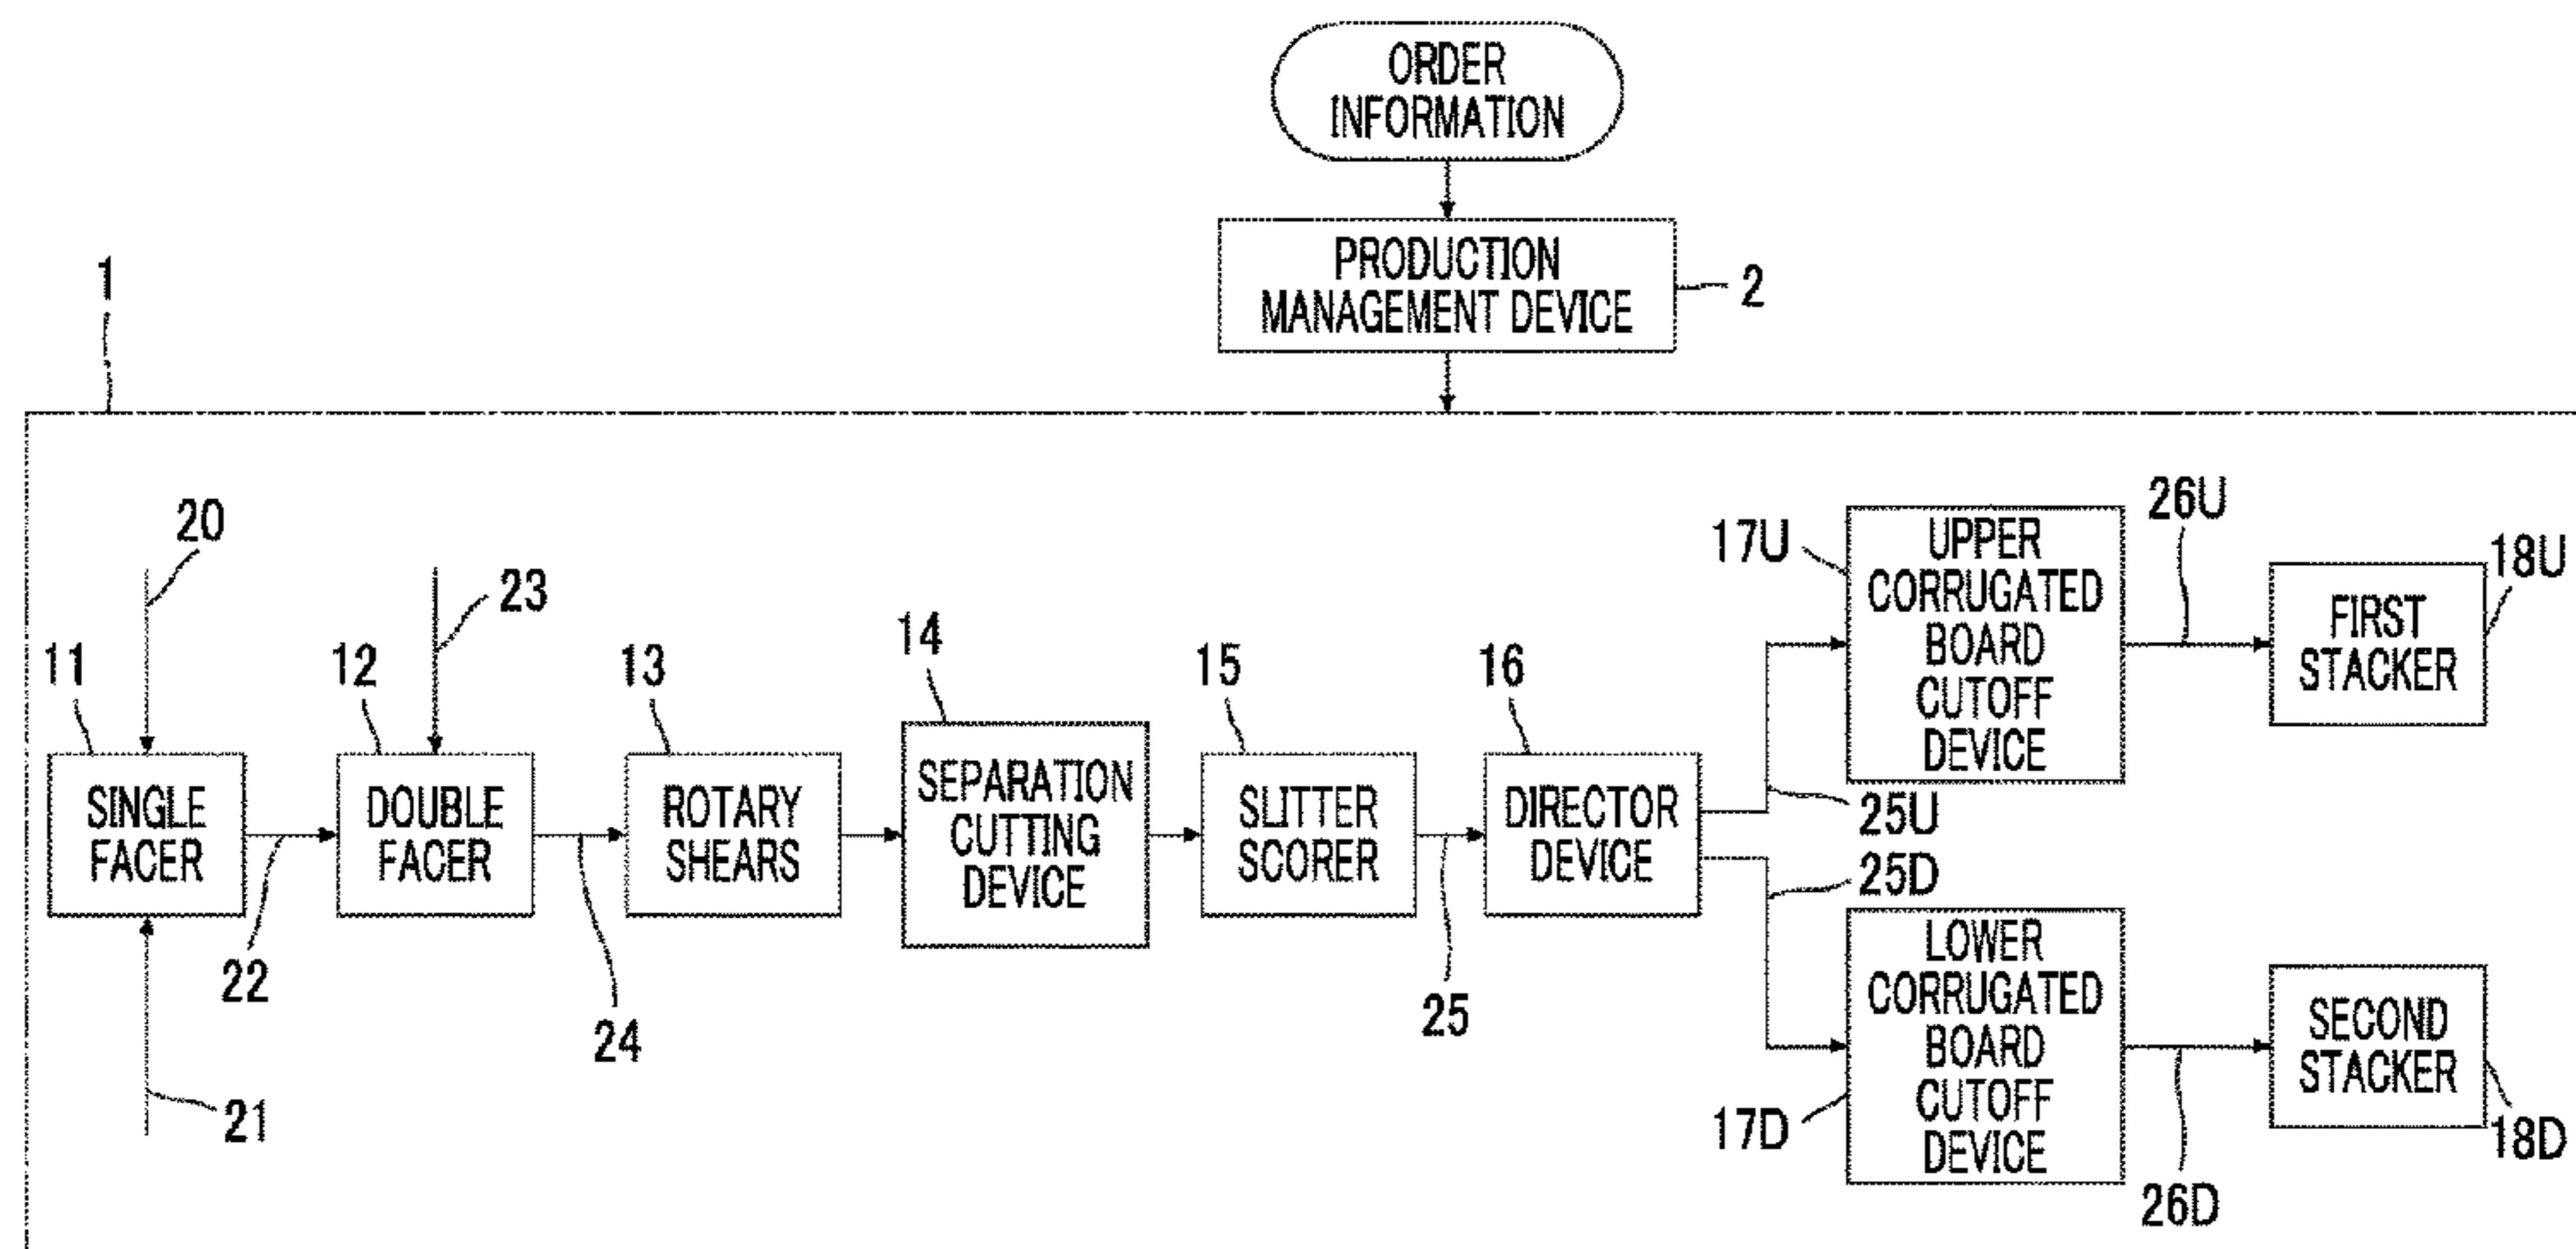 ORDER
INFORMATION
PRODUCTION
MANAGEMENT DEVICE
2
1
20
23
11
12
13
14
15
16
17U
26U
18U
SINGLE
FACER
DOUBLE
FACER
ROTARY
SHEARS
SEPARATION
CUTTING
DEVICE
SLITTER
SCORER
DIRECTOR
DEVICE
UPPER
CORRUGATED
BOARD
CUTOFF
DEVICE
FIRST
STACKER
25U
25D
22
24
25
21
LOWER
CORRUGATED
BOARD
CUTOFF
DEVICE
SECOND
STACKER
17D
26D
18D